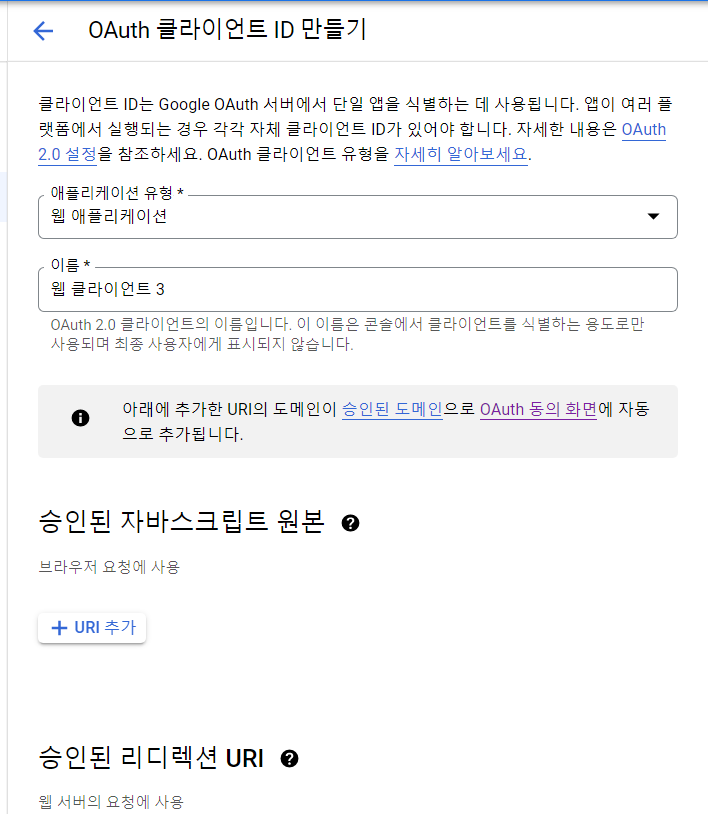 OAuth 클라이언트 ID 만들기
클라이언트 ID는 Google OAuth 서버에서 단일 앱을 식별하는 데 사용됩니다. 앱이 여러 플
랫폼에서 실행되는 경우 각각 자체 클라이언트 ID가 있어야 합니다. 자세한 내용은 OAuth
2.0 설정을 참조하세요. OAuth 클라이언트 유형을 자세히 알아보세요.
애플리케이션 유형 *
웹 애플리케이션
이름 *
웹 클라이언트 3
OAuth 2.0 클라이언트의 이름입니다. 이 이름은 콘솔에서 클라이언트를 식별하는 용도로만
사용되며 최종 사용자에게 표시되지 않습니다.
아래에 추가한 URI의 도메인이 승인된 도메인으로 OAuth 동의 화면에 자동
으로 추가됩니다.
승인된 자바스크립트 원본
브라우저 요청에 사용
+ URI 추가
승인된 리디렉션 URI
웹 서버의 요청에 사용